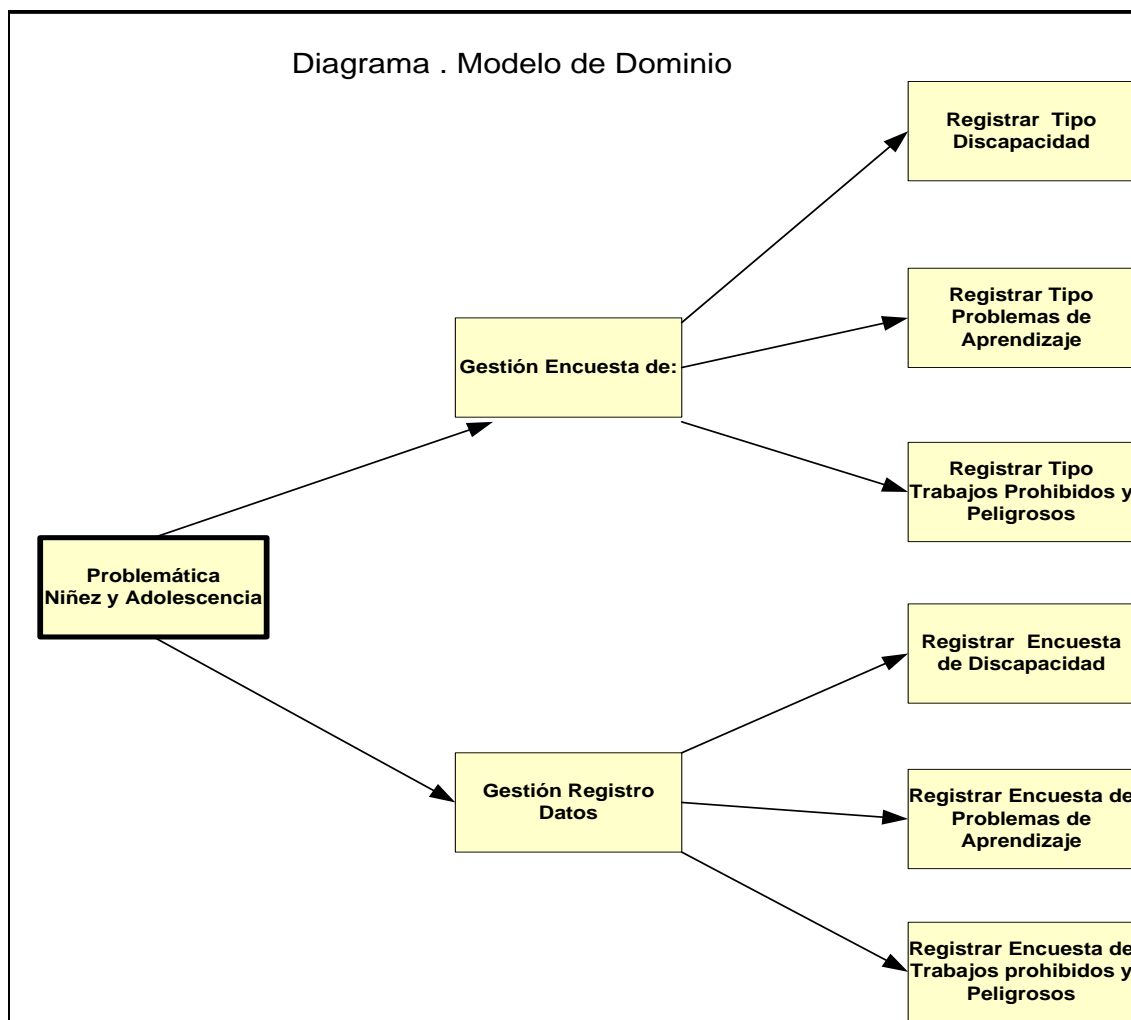 Diagrama . Modelo de Dominio
Registrar Tipo
Discapacidad
Registrar Tipo
Problemas de
Aprendizaje
Gestión Encuesta de:
Registrar Tipo
Trabajos Prohibidos y
Peligrosos
Problemática
Niñez y Adolescencia
Registrar Encuesta
de Discapacidad
Gestión Registro
Datos
Registrar Encuesta de
Problemas de
Aprendizaje
Registrar Encuesta de
Trabajos prohibidos y
Peligrosos